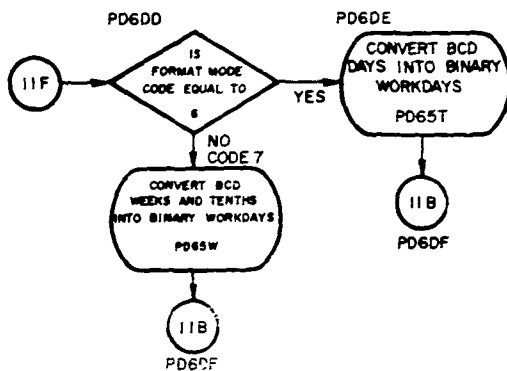 PD6DD
11F
IS
FORMAT MODE
CODE EQUAL TO
6
YES
PD6DE
CONVERT BCD
DAYS INTO BINARY
WORKDAYS
PD65T
11B
PD6DF
NO
CODE 7
CONVERT BCD
WEEKS AND TENTHS
INTO BINARY WORKDAYS
PD65W
11B
PD6DF